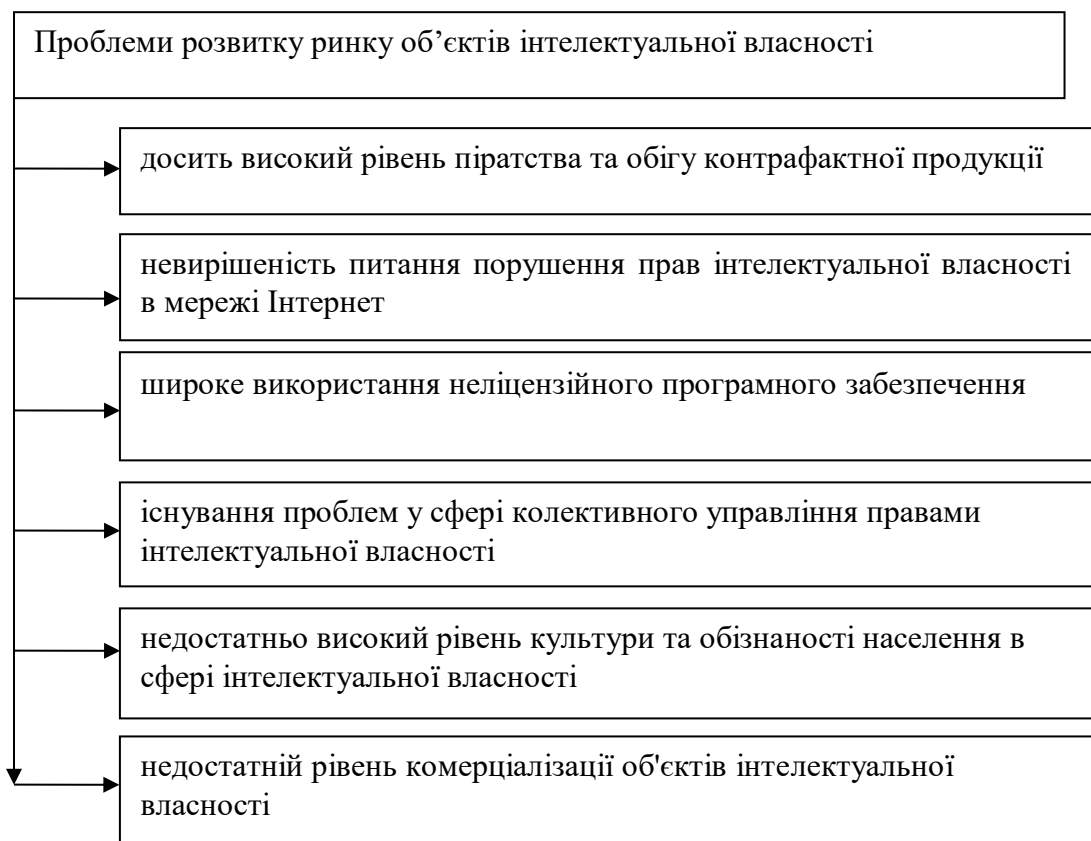 Проблеми розвитку ринку об’єктів інтелектуальної власності
досить високий рівень піратства та обігу контрафактної продукції
невирішеність питання порушення прав інтелектуальної власності
в мережі Інтернет
широке використання неліцензійного програмного забезпечення
існування проблем у сфері колективного управління правами
інтелектуальної власності
недостатньо високий рівень культури та обізнаності населення в
сфері інтелектуальної власності
недостатній рівень комерціалізації об'єктів інтелектуальної
власності